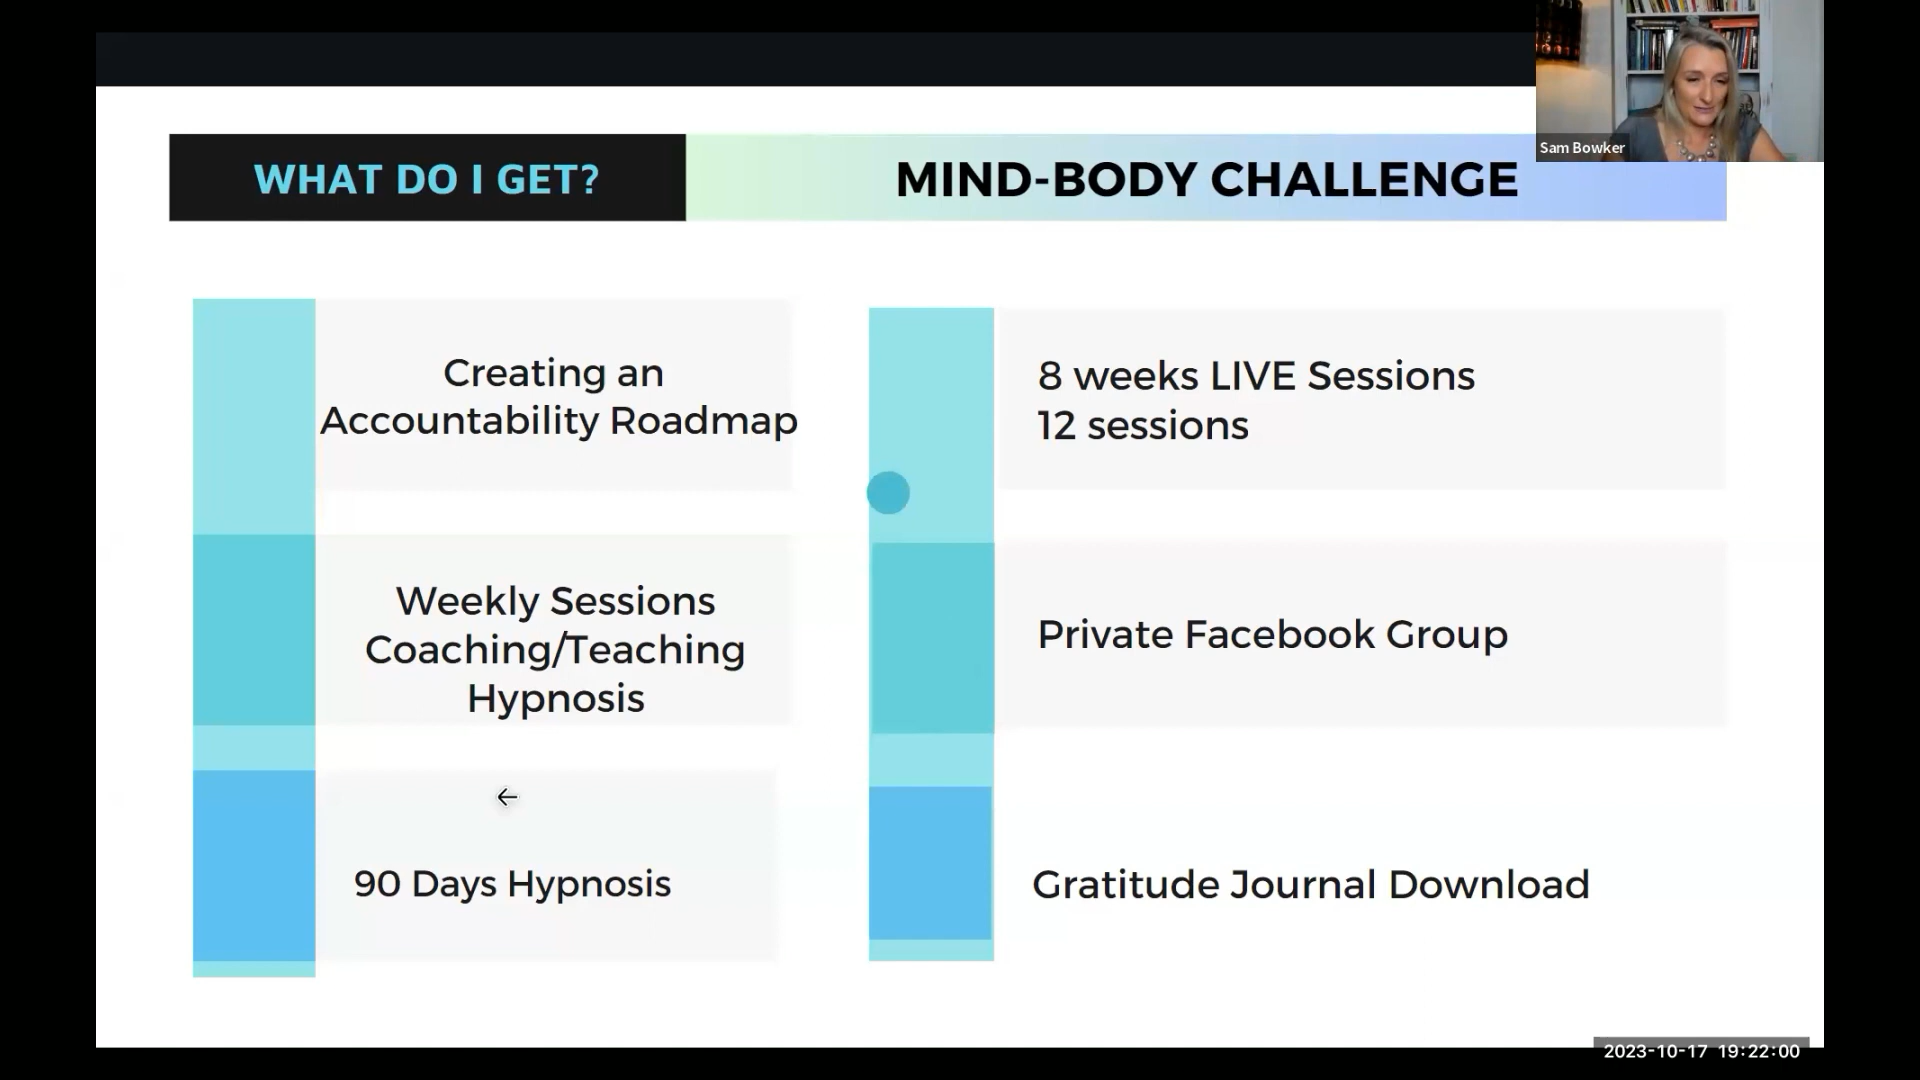 Sam Bowker
WHAT DO I GET?
MIND-BODY CHALLENGE
Creating an
Accountability Roadmap
Weekly Sessions
Coaching/Teaching
Hypnosis
90 Days Hypnosis
8 weeks LIVE Sessions
12 sessions
Private Facebook Group
Gratitude Journal Download
2023-10-17 19:22:00